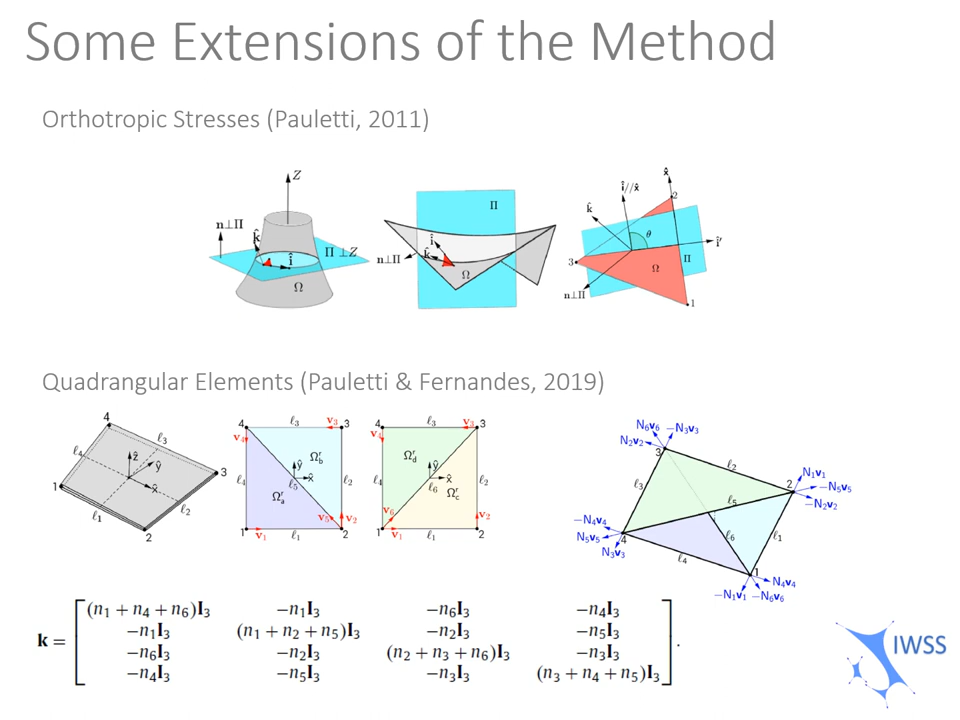 Some Extensions of the Method
Orthotropic Stresses (Pauletti, 2011)
Z
n⊥Π
k̂
î
Π ⊥Z
Ω
Π
î
k̂
n⊥Π
Ω
x̂
î//x̂
2
k̂
θ
î'
3
Ω
Π
n⊥Π
1
Quadrangular Elements (Pauletti & Fernandes, 2019)
4
ℓ₃
ℓ₄
ẑ
ŷ
3
1
x̂
ℓ₁
ℓ₂
2
4
ℓ₃
v₃
3
v₄
Ω'b
ŷ
ℓ₄
ℓ₅
x̂
ℓ₂
Ω'a
v₅
v₂
1
v₁
ℓ₁
2
4
ℓ₃
v₃
3
v₄
Ω'd
ŷ
ℓ₄
ℓ₆
x̂
ℓ₂
Ω'c
v₆
v₂
1
v₁
ℓ₁
2
N₆v₆
−N₃v₃
N₂v₂
3
ℓ₂
N₁v₁
2
−N₅v₅
−N₂v₂
ℓ₃
ℓ₅
−N₄v₄
N₅v₅
4
N₃v₃
ℓ₆
ℓ₁
ℓ₄
1
N₄v₄
−N₁v₁
−N₆v₆
k = [ (n₁ + n₄ + n₆)I₃ −n₁I₃ −n₆I₃ −n₄I₃
−n₁I₃ (n₁ + n₂ + n₅)I₃ −n₂I₃ −n₅I₃
−n₆I₃ −n₂I₃ (n₂ + n₃ + n₆)I₃ −n₃I₃
−n₄I₃ −n₅I₃ −n₃I₃ (n₃ + n₄ + n₅)I₃ ] .
IWSS